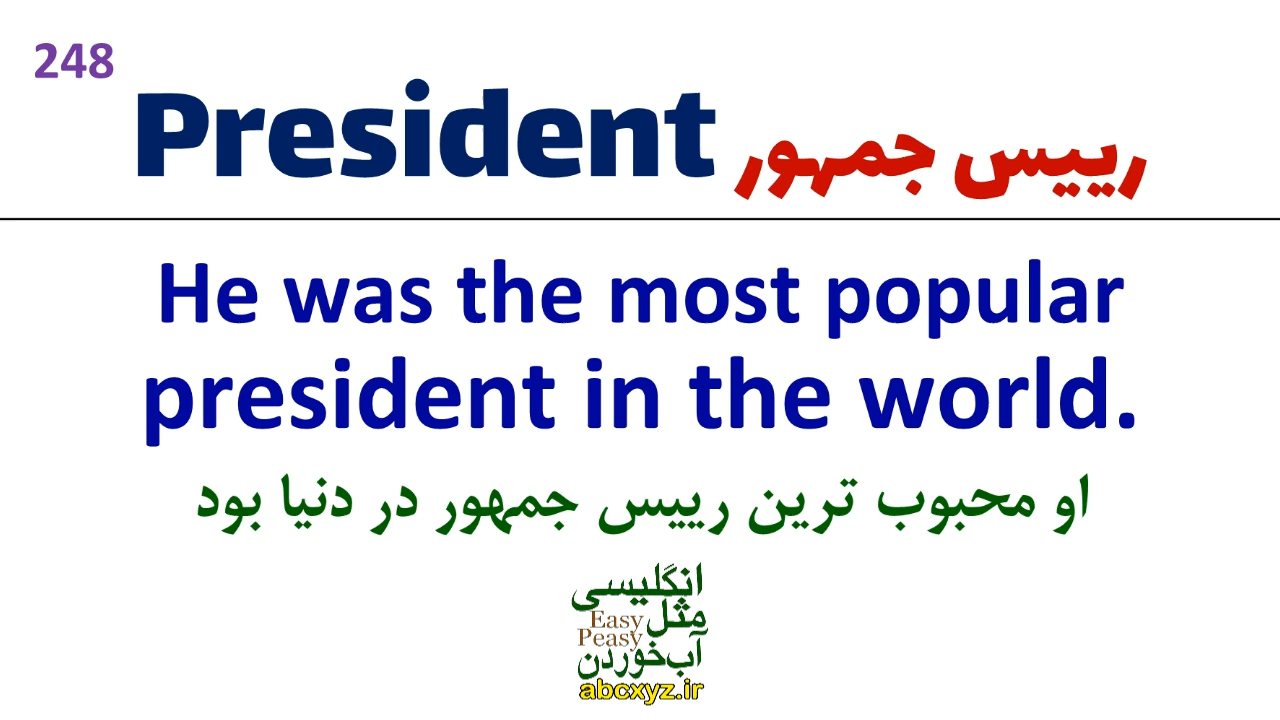 248
President رییس جمهور
He was the most popular
president in the world.
او محبوب ترین رییس جمهور در دنیا بود
انگلیسی
مثل Easy
Peasy
آب خوردن
abcxyz.ir